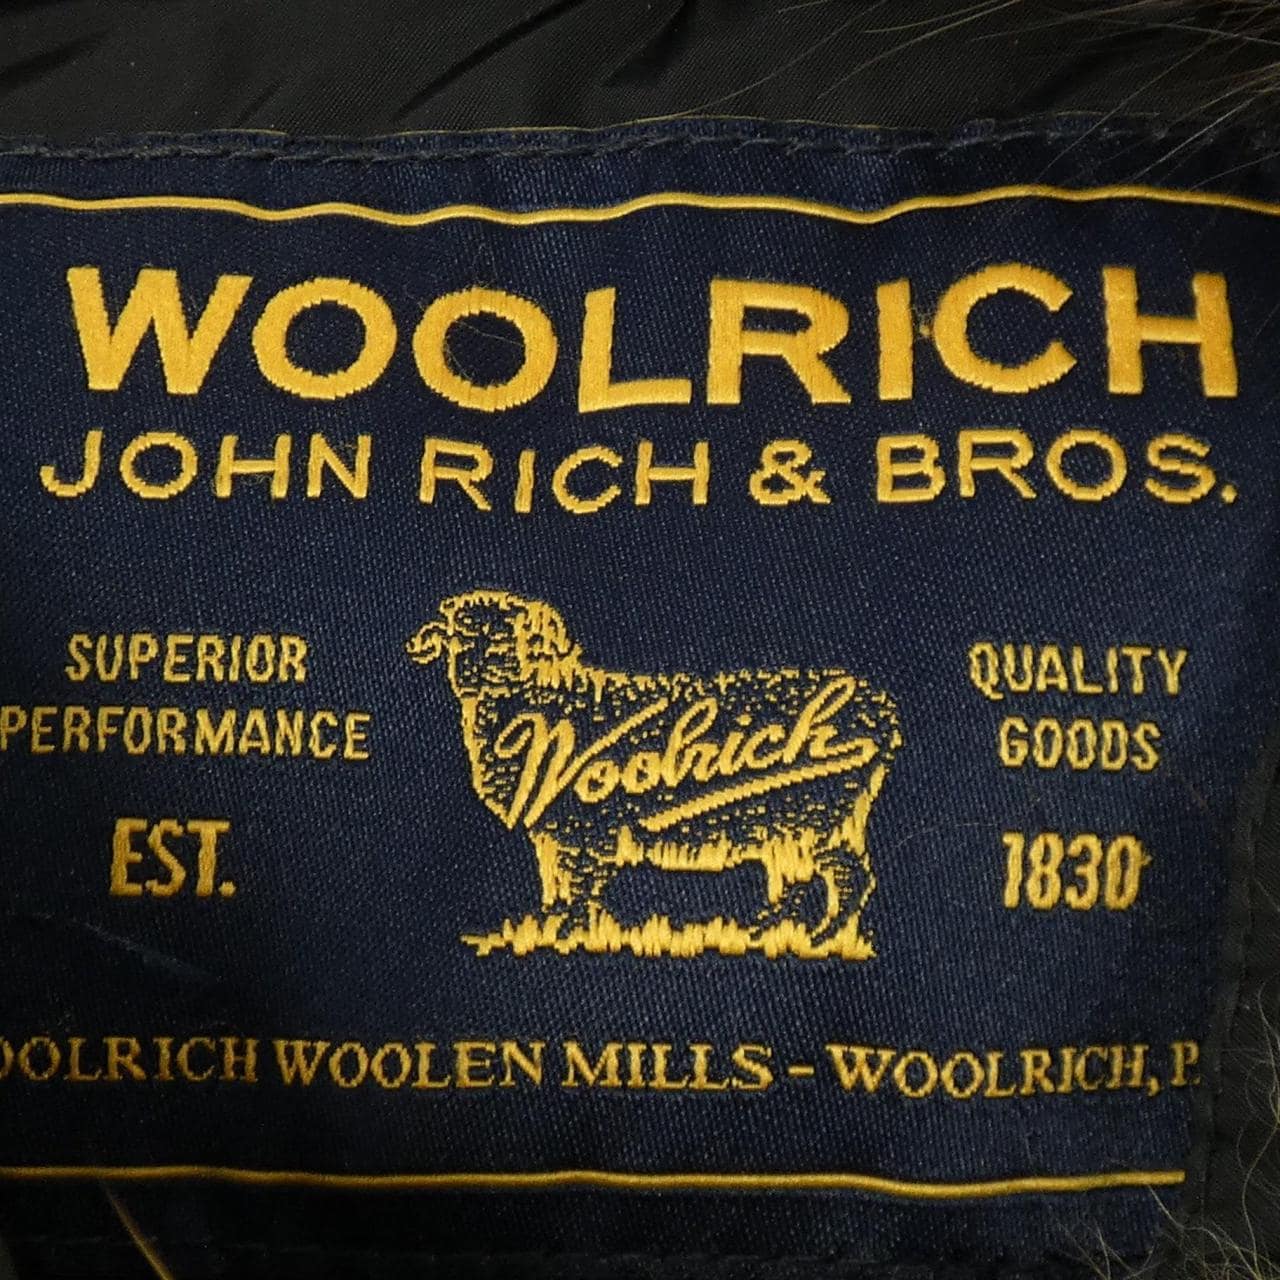 WOOLRICH
JOHN RICH & BROS.
SUPERIOR
PERFORMANCE
QUALITY
GOODS
Woolrich
EST.
1830
OOLRICH WOOLEN MILLS - WOOLRICH, P.